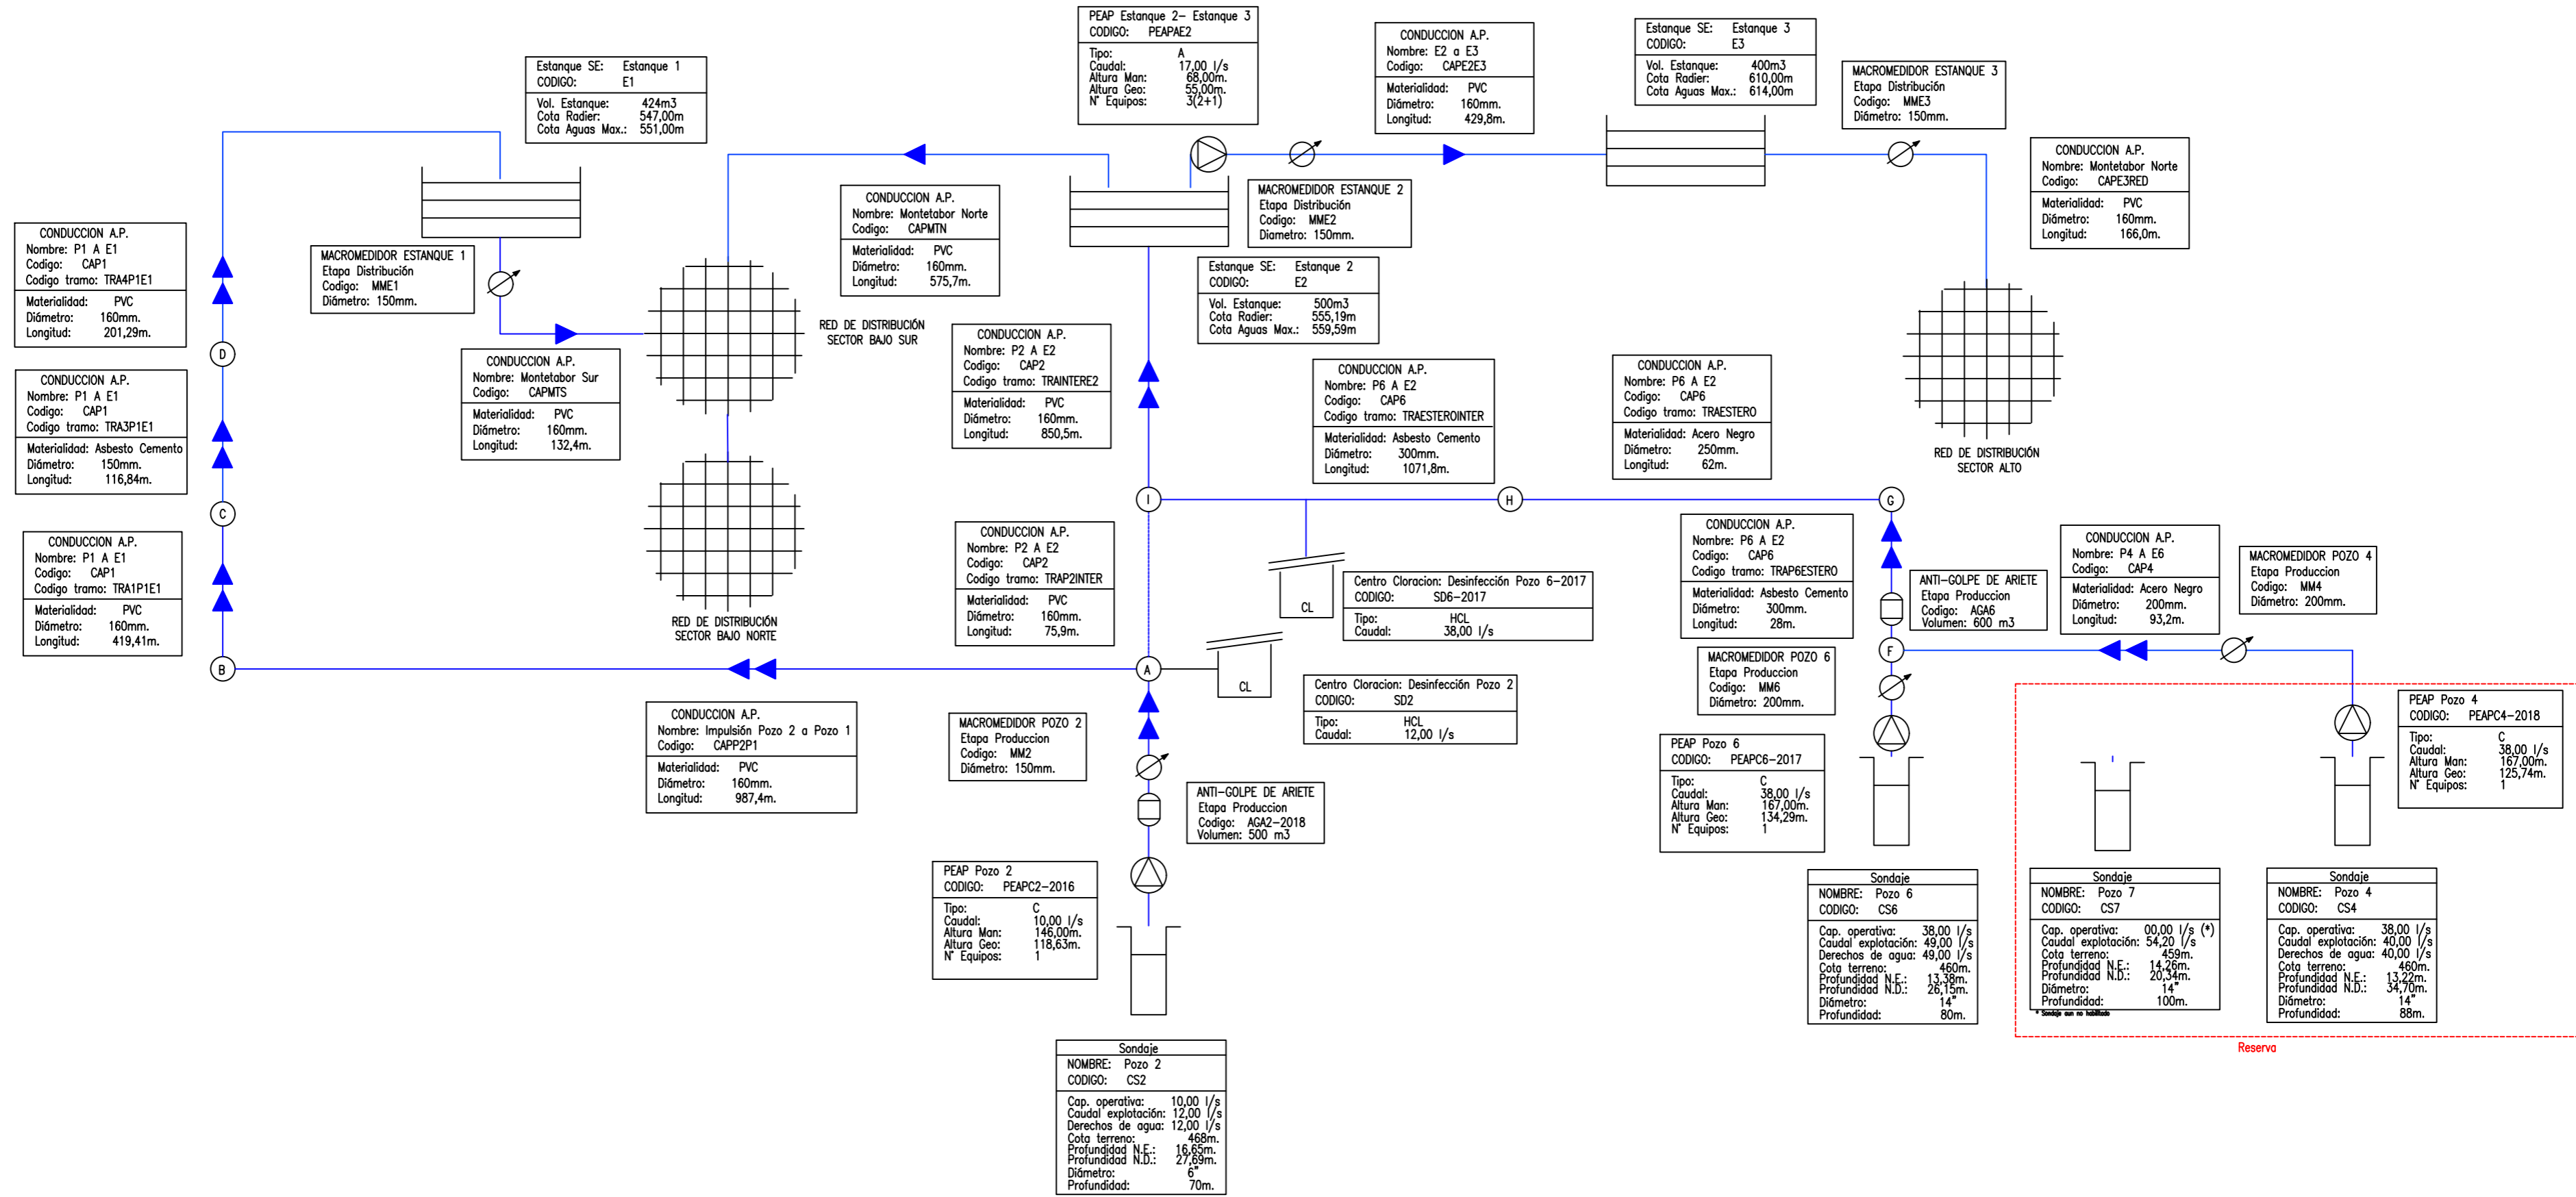 PEAP Estanque 2- Estanque 3
CODIGO: PEAPAE2
Tipo: A
Caudal: 17,00 l/s
Altura Man: 68,00m.
Altura Geo: 55,00m.
N° Equipos: 3(2+1)
CONDUCCION A.P.
Nombre: E2 a E3
Codigo: CAPE2E3
Materialidad: PVC
Diámetro: 160mm.
Longitud: 429,8m.
Estanque SE: Estanque 3
CODIGO: E3
Vol. Estanque: 400m3
Cota Radier: 610,00m
Cota Aguas Max.: 614,00m
MACROMEDIDOR ESTANQUE 3
Etapa Distribución
Codigo: MME3
Diámetro: 150mm.
Estanque SE: Estanque 1
CODIGO: E1
Vol. Estanque: 424m3
Cota Radier: 547,00m
Cota Aguas Max.: 551,00m
CONDUCCION A.P.
Nombre: Montetabor Norte
Codigo: CAPE3RED
Materialidad: PVC
Diámetro: 160mm.
Longitud: 166,0m.
CONDUCCION A.P.
Nombre: Montetabor Norte
Codigo: CAPMTN
Materialidad: PVC
Diámetro: 160mm.
Longitud: 575,7m.
MACROMEDIDOR ESTANQUE 2
Etapa Distribución
Codigo: MME2
Diametro: 150mm.
CONDUCCION A.P.
Nombre: P1 A E1
Codigo: CAP1
Codigo tramo: TRA4P1E1
Materialidad: PVC
Diámetro: 160mm.
Longitud: 201,29m.
MACROMEDIDOR ESTANQUE 1
Etapa Distribución
Codigo: MME1
Diámetro: 150mm.
Estanque SE: Estanque 2
CODIGO: E2
Vol. Estanque: 500m3
Cota Radier: 555,19m
Cota Aguas Max.: 559,59m
RED DE DISTRIBUCIÓN
SECTOR BAJO SUR
D
CONDUCCION A.P.
Nombre: Montetabor Sur
Codigo: CAPMTS
Materialidad: PVC
Diámetro: 160mm.
Longitud: 132,4m.
CONDUCCION A.P.
Nombre: P2 A E2
Codigo: CAP2
Codigo tramo: TRAINTERE2
Materialidad: PVC
Diámetro: 160mm.
Longitud: 850,5m.
CONDUCCION A.P.
Nombre: P6 A E2
Codigo: CAP6
Codigo tramo: TRAESTEROINTER
Materialidad: Asbesto Cemento
Diámetro: 300mm.
Longitud: 1071,8m.
CONDUCCION A.P.
Nombre: P6 A E2
Codigo: CAP6
Codigo tramo: TRAESTERO
Materialidad: Acero Negro
Diámetro: 250mm.
Longitud: 62m.
RED DE DISTRIBUCIÓN
SECTOR ALTO
CONDUCCION A.P.
Nombre: P1 A E1
Codigo: CAP1
Codigo tramo: TRA3P1E1
Materialidad: Asbesto Cemento
Diámetro: 150mm.
Longitud: 116,84m.
C
I
H
G
CONDUCCION A.P.
Nombre: P1 A E1
Codigo: CAP1
Codigo tramo: TRA1P1E1
Materialidad: PVC
Diámetro: 160mm.
Longitud: 419,41m.
RED DE DISTRIBUCIÓN
SECTOR BAJO NORTE
CONDUCCION A.P.
Nombre: P2 A E2
Codigo: CAP2
Codigo tramo: TRAP2INTER
Materialidad: PVC
Diámetro: 160mm.
Longitud: 75,9m.
CL
Centro Cloracion: Desinfección Pozo 6-2017
CODIGO: SD6-2017
Tipo: HCL
Caudal: 38,00 l/s
CONDUCCION A.P.
Nombre: P6 A E2
Codigo: CAP6
Codigo tramo: TRAP6ESTERO
Materialidad: Asbesto Cemento
Diámetro: 300mm.
Longitud: 28m.
ANTI-GOLPE DE ARIETE
Etapa Produccion
Codigo: AGA6
Volumen: 600 m3
CONDUCCION A.P.
Nombre: P4 A E6
Codigo: CAP4
Materialidad: Acero Negro
Diámetro: 200mm.
Longitud: 93,2m.
MACROMEDIDOR POZO 4
Etapa Produccion
Codigo: MM4
Diámetro: 200mm.
B
A
CL
F
Centro Cloracion: Desinfección Pozo 2
CODIGO: SD2
Tipo: HCL
Caudal: 12,00 l/s
MACROMEDIDOR POZO 6
Etapa Produccion
Codigo: MM6
Diámetro: 200mm.
CONDUCCION A.P.
Nombre: Impulsión Pozo 2 a Pozo 1
Codigo: CAPP2P1
Materialidad: PVC
Diámetro: 160mm.
Longitud: 987,4m.
MACROMEDIDOR POZO 2
Etapa Produccion
Codigo: MM2
Diámetro: 150mm.
ANTI-GOLPE DE ARIETE
Etapa Produccion
Codigo: AGA2-2018
Volumen: 500 m3
PEAP Pozo 6
CODIGO: PEAPC6-2017
Tipo: C
Caudal: 38,00 l/s
Altura Man: 167,00m.
Altura Geo: 134,29m.
N° Equipos: 1
PEAP Pozo 4
CODIGO: PEAPC4-2018
Tipo: C
Caudal: 38,00 l/s
Altura Man: 167,00m.
Altura Geo: 125,74m.
N° Equipos: 1
PEAP Pozo 2
CODIGO: PEAPC2-2016
Tipo: C
Caudal: 10,00 l/s
Altura Man: 146,00m.
Altura Geo: 118,63m.
N° Equipos: 1
Sondaje
NOMBRE: Pozo 6
CODIGO: CS6
Cap. operativa: 38,00 l/s
Caudal explotación: 49,00 l/s
Derechos de agua: 49,00 l/s
Cota terreno: 460m.
Profundidad N.E.: 13,38m.
Profundidad N.D.: 26,15m.
Diámetro: 14"
Profundidad: 80m.
Sondaje
NOMBRE: Pozo 7
CODIGO: CS7
Cap. operativa: 00,00 l/s (*)
Caudal explotación: 54,20 l/s
Cota terreno: 459m.
Profundidad N.E.: 14,26m.
Profundidad N.D.: 20,34m.
Diámetro: 14"
Profundidad: 100m.
* Sondaje aun no habilitado
Sondaje
NOMBRE: Pozo 4
CODIGO: CS4
Cap. operativa: 38,00 l/s
Caudal explotación: 40,00 l/s
Derechos de agua: 40,00 l/s
Cota terreno: 460m.
Profundidad N.E.: 13,22m.
Profundidad N.D.: 34,70m.
Diámetro: 14"
Profundidad: 88m.
Reserva
Sondaje
NOMBRE: Pozo 2
CODIGO: CS2
Cap. operativa: 10,00 l/s
Caudal explotación: 12,00 l/s
Derechos de agua: 12,00 l/s
Cota terreno: 468m.
Profundidad N.E.: 16,65m.
Profundidad N.D.: 27,69m.
Diámetro: 6"
Profundidad: 70m.